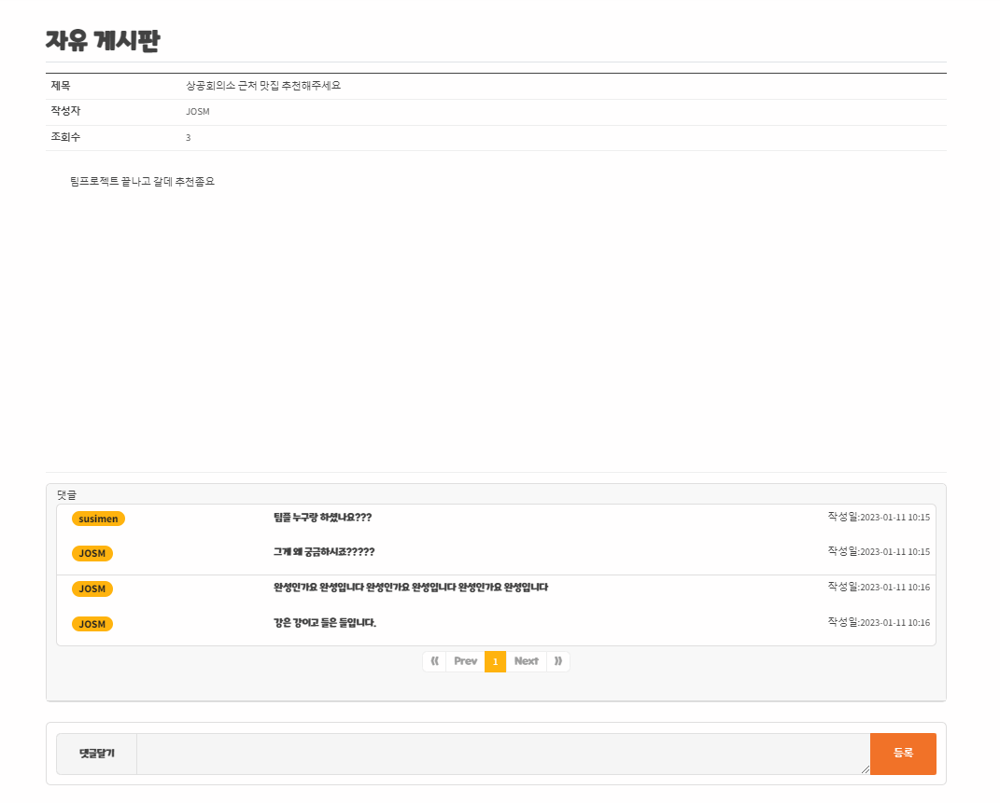 자유 게시판
제목 상공회의소 근처 맛집 추천해주세요
작성자 JOSM
조회수 3
팀프로젝트 끝나고 갈데 추천좀요
댓글
susimen 팀플 누구랑 하셨나요??? 작성일:2023-01-11 10:15
JOSM 그게 왜 궁금하시죠????? 작성일:2023-01-11 10:15
JOSM 완성인가요 완성입니다 완성인가요 완성입니다 완성인가요 완성입니다 작성일:2023-01-11 10:16
JOSM 강은 강이고 들은 들입니다. 작성일:2023-01-11 10:16
⟪ Prev 1 Next ⟫
댓글달기 등록